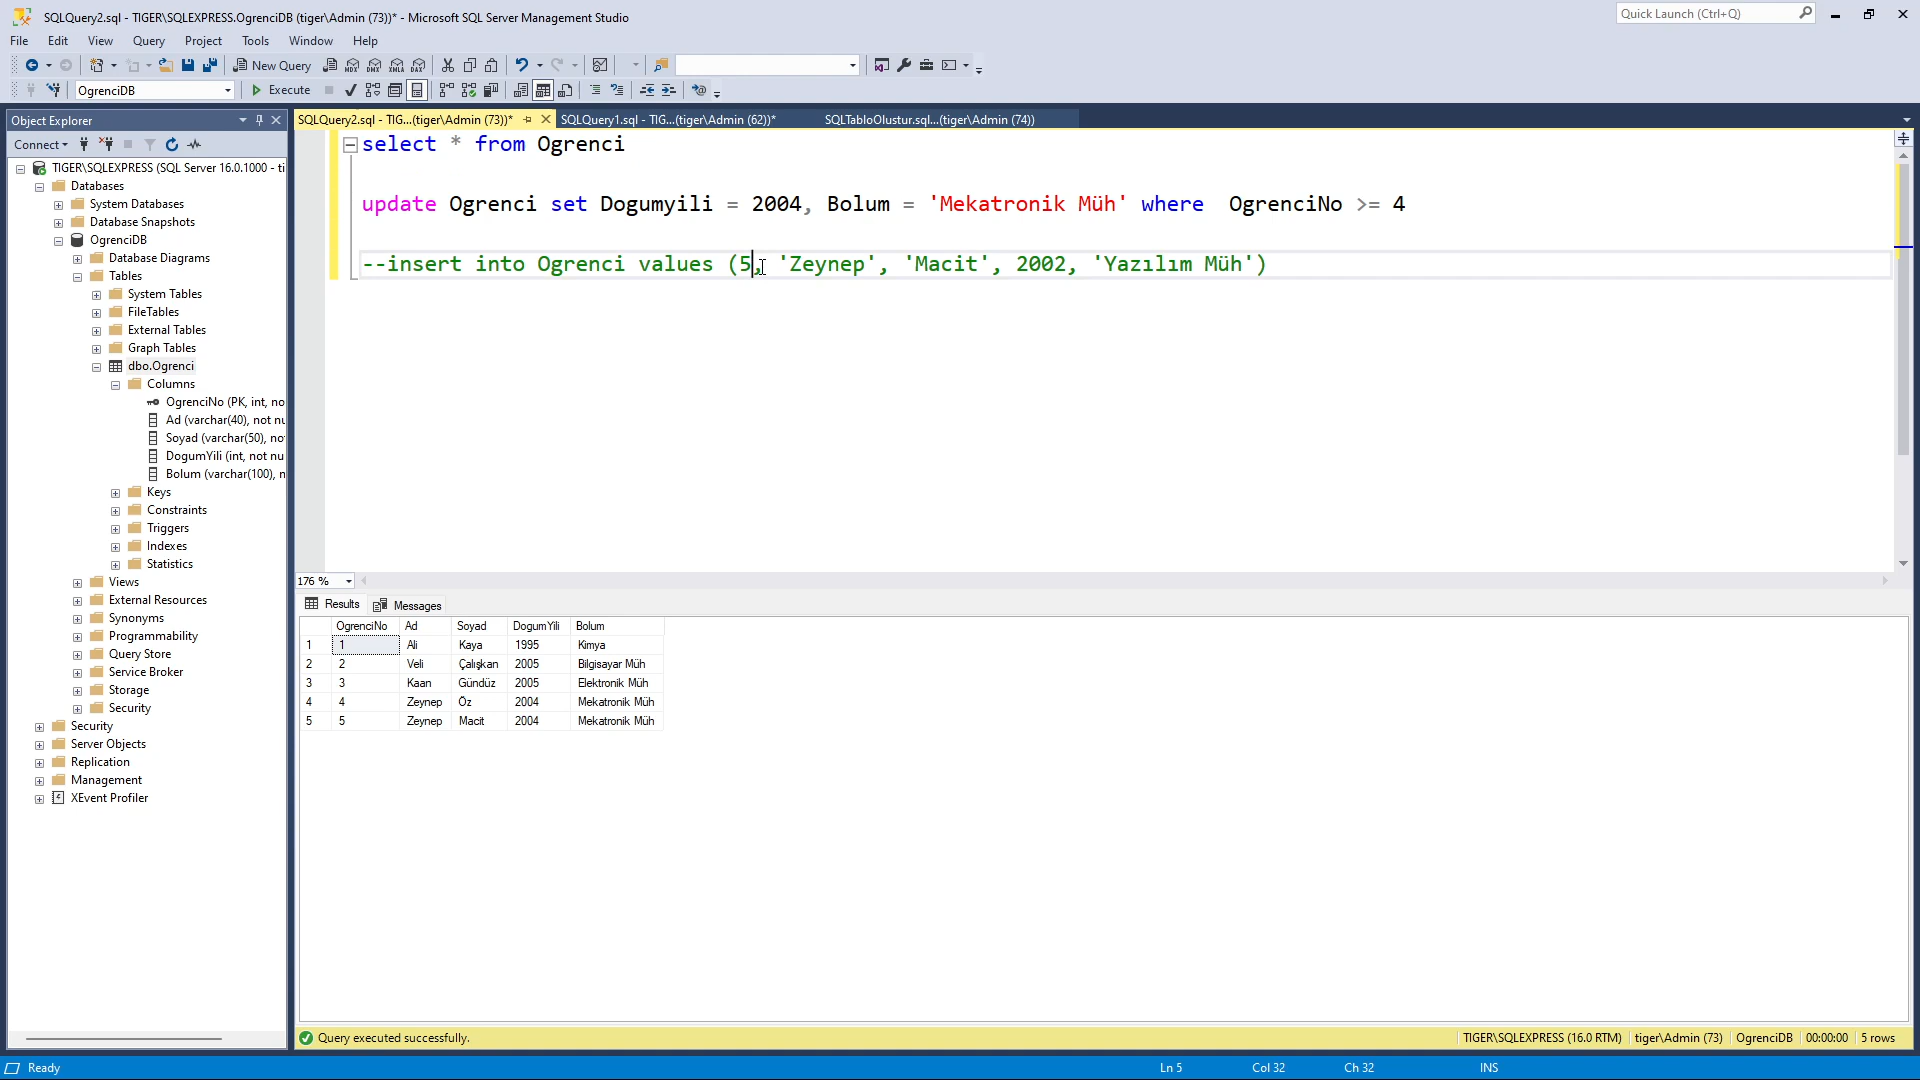 SQLQuery2.sql - TIGER\SQLEXPRESS.OgrenciDB (tiger\Admin (73))* - Microsoft SQL Server Management Studio
Quick Launch (Ctrl+Q)
File Edit View Query Project Tools Window Help
New Query
MDX DMX XMLA DAX
OgrenciDB
Execute
Object Explorer
SQLQuery2.sql - TIG...(tiger\Admin (73))*
SQLQuery1.sql - TIG...(tiger\Admin (62))*
SQLTabloOlustur.sql...(tiger\Admin (74))
Connect
TIGER\SQLEXPRESS (SQL Server 16.0.1000 - ti
Databases
System Databases
Database Snapshots
OgrenciDB
Database Diagrams
Tables
System Tables
FileTables
External Tables
Graph Tables
dbo.Ogrenci
Columns
OgrenciNo (PK, int, no
Ad (varchar(40), not nu
Soyad (varchar(50), no
DogumYili (int, not nu
Bolum (varchar(100), n
Keys
Constraints
Triggers
Indexes
Statistics
Views
External Resources
Synonyms
Programmability
Query Store
Service Broker
Storage
Security
Security
Server Objects
Replication
Management
XEvent Profiler
select * from Ogrenci
update Ogrenci set Dogumyili = 2004, Bolum = 'Mekatronik Müh' where  OgrenciNo >= 4
--insert into Ogrenci values (5, 'Zeynep', 'Macit', 2002, 'Yazılım Müh')
176 %
Results Messages
OgrenciNo Ad Soyad DogumYili Bolum
1 1 Ali Kaya 1995 Kimya
2 2 Veli Çalışkan 2005 Bilgisayar Müh
3 3 Kaan Gündüz 2005 Elektronik Müh
4 4 Zeynep Öz 2004 Mekatronik Müh
5 5 Zeynep Macit 2004 Mekatronik Müh
Query executed successfully.
TIGER\SQLEXPRESS (16.0 RTM) tiger\Admin (73) OgrenciDB 00:00:00 5 rows
Ready
Ln 5 Col 32 Ch 32 INS